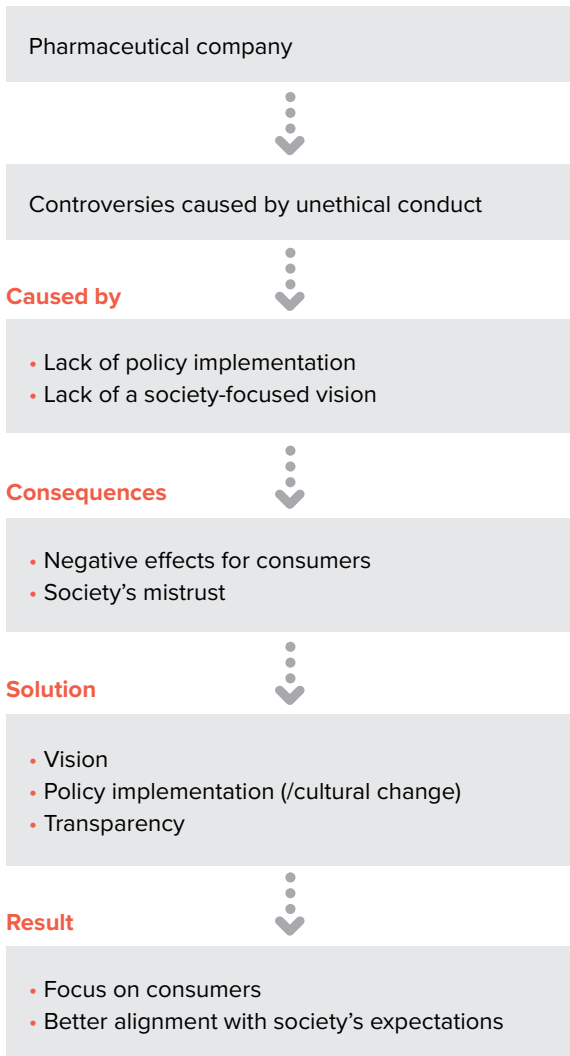 Pharmaceutical company
Controversies caused by unethical conduct
Caused by
• Lack of policy implementation
• Lack of a society-focused vision
Consequences
• Negative effects for consumers
• Society’s mistrust
Solution
• Vision
• Policy implementation (/cultural change)
• Transparency
Result
• Focus on consumers
• Better alignment with society’s expectations